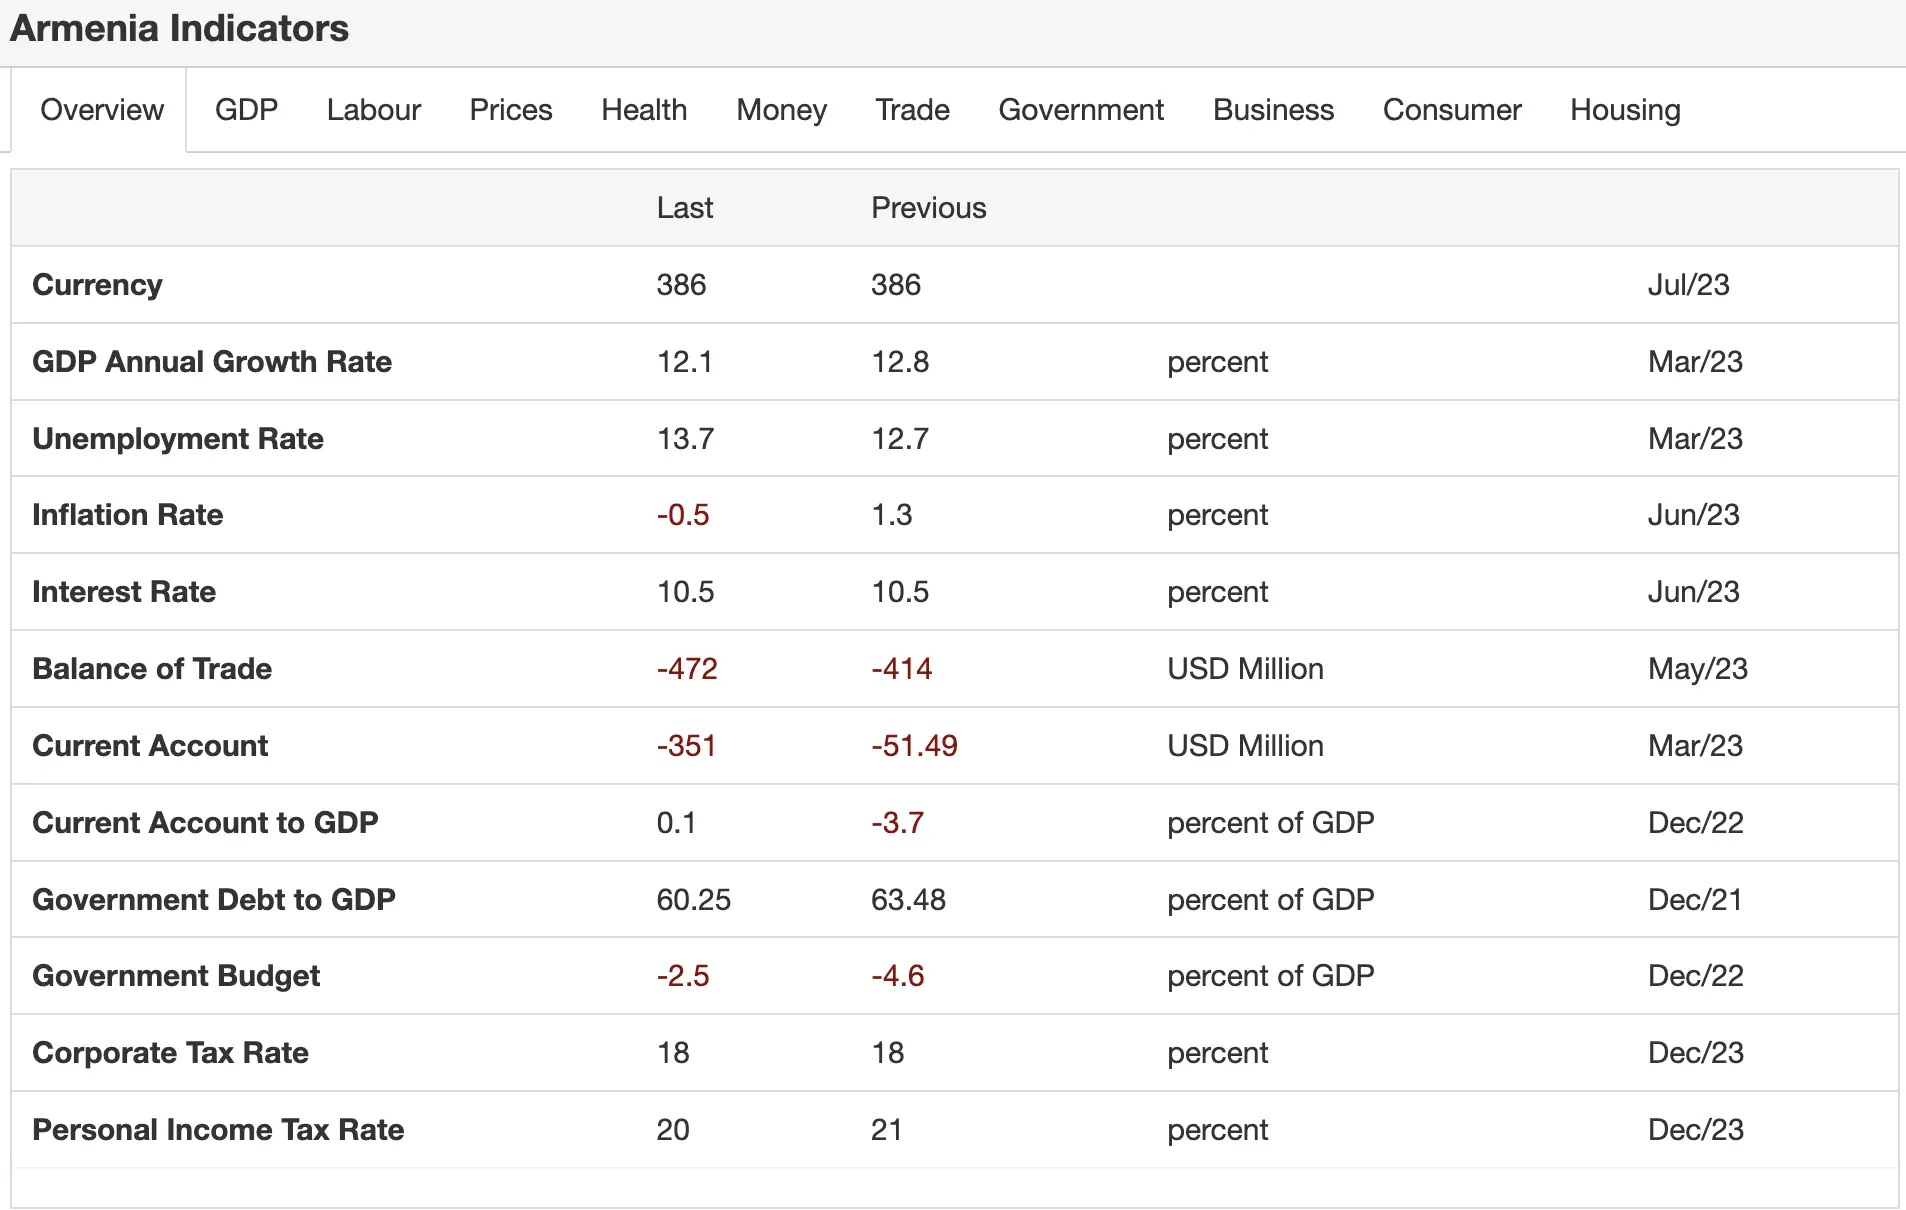 Armenia Indicators
Overview GDP Labour Prices Health Money Trade Government Business Consumer Housing
Last Previous
Currency 386 386 Jul/23
GDP Annual Growth Rate 12.1 12.8 percent Mar/23
Unemployment Rate 13.7 12.7 percent Mar/23
Inflation Rate -0.5 1.3 percent Jun/23
Interest Rate 10.5 10.5 percent Jun/23
Balance of Trade -472 -414 USD Million May/23
Current Account -351 -51.49 USD Million Mar/23
Current Account to GDP 0.1 -3.7 percent of GDP Dec/22
Government Debt to GDP 60.25 63.48 percent of GDP Dec/21
Government Budget -2.5 -4.6 percent of GDP Dec/22
Corporate Tax Rate 18 18 percent Dec/23
Personal Income Tax Rate 20 21 percent Dec/23